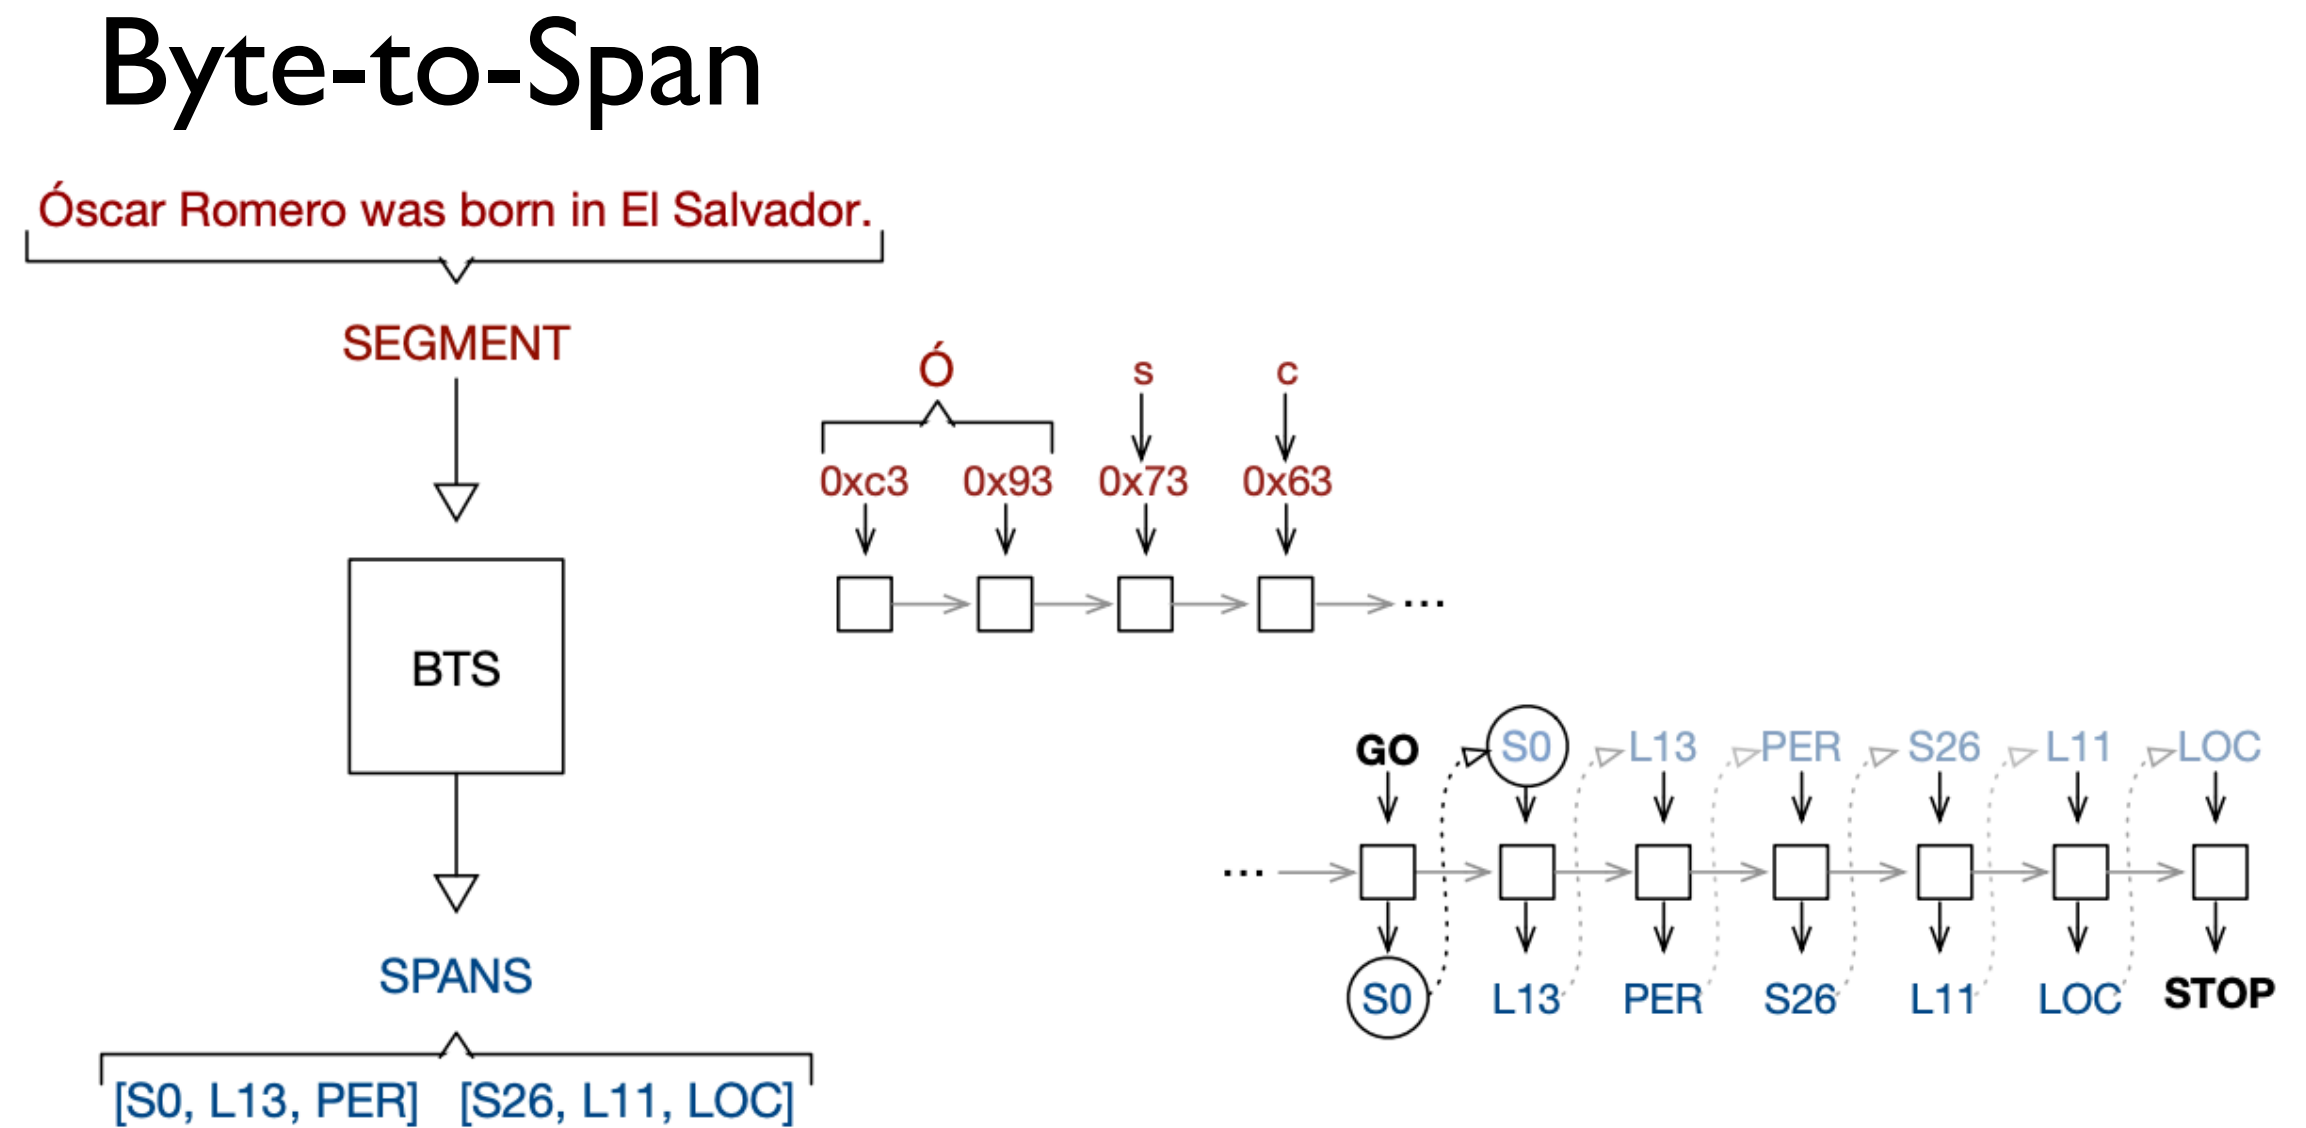 Byte-to-Span
Óscar Romero was born in El Salvador.
SEGMENT
BTS
SPANS
[S0, L13, PER] [S26, L11, LOC]
Ó s c
0xc3 0x93 0x73 0x63
...
GO S0 L13 PER S26 L11 LOC
...
S0 L13 PER S26 L11 LOC STOP